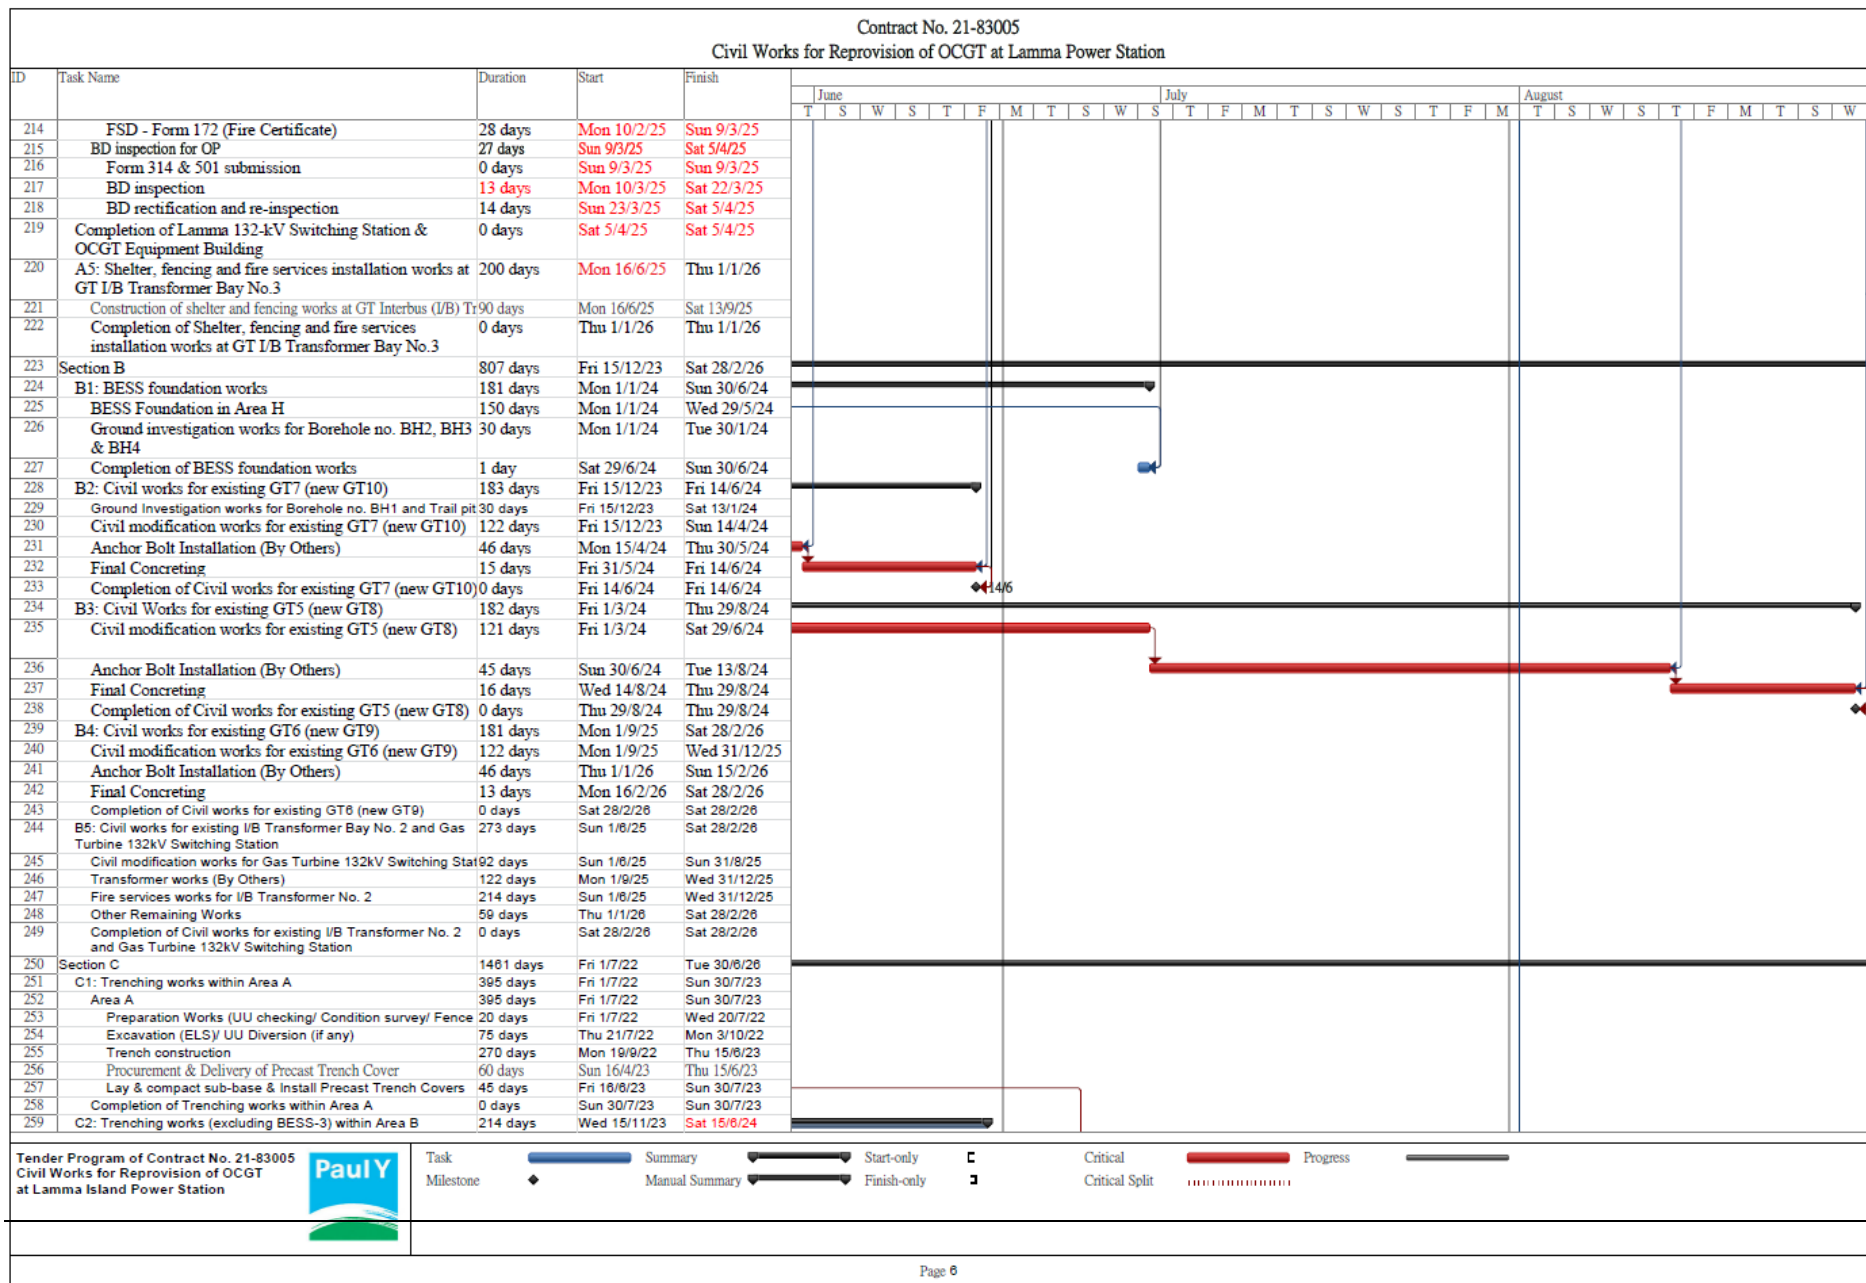 Contract No. 21-83005
Civil Works for Reprovision of OCGT at Lamma Power Station
ID Task Name Duration Start Finish
June July August
T S W S T F M T S W S T F M T S W S T F M T S W S T F M T S W
214 FSD - Form 172 (Fire Certificate) 28 days Mon 10/2/25 Sun 9/3/25
215 BD inspection for OP 27 days Sun 9/3/25 Sat 5/4/25
216 Form 314 & 501 submission 0 days Sun 9/3/25 Sun 9/3/25
217 BD inspection 13 days Mon 10/3/25 Sat 22/3/25
218 BD rectification and re-inspection 14 days Sun 23/3/25 Sat 5/4/25
219 Completion of Lamma 132-kV Switching Station & 0 days Sat 5/4/25 Sat 5/4/25
OCGT Equipment Building
220 A5: Shelter, fencing and fire services installation works at 200 days Mon 16/6/25 Thu 1/1/26
GT I/B Transformer Bay No.3
221 Construction of shelter and fencing works at GT Interbus (I/B) Tr 90 days Mon 16/6/25 Sat 13/9/25
222 Completion of Shelter, fencing and fire services 0 days Thu 1/1/26 Thu 1/1/26
installation works at GT I/B Transformer Bay No.3
223 Section B 807 days Fri 15/12/23 Sat 28/2/26
224 B1: BESS foundation works 181 days Mon 1/1/24 Sun 30/6/24
225 BESS Foundation in Area H 150 days Mon 1/1/24 Wed 29/5/24
226 Ground investigation works for Borehole no. BH2, BH3 30 days Mon 1/1/24 Tue 30/1/24
& BH4
227 Completion of BESS foundation works 1 day Sat 29/6/24 Sun 30/6/24
228 B2: Civil works for existing GT7 (new GT10) 183 days Fri 15/12/23 Fri 14/6/24
229 Ground Investigation works for Borehole no. BH1 and Trail pit 30 days Fri 15/12/23 Sat 13/1/24
230 Civil modification works for existing GT7 (new GT10) 122 days Fri 15/12/23 Sun 14/4/24
231 Anchor Bolt Installation (By Others) 46 days Mon 15/4/24 Thu 30/5/24
232 Final Concreting 15 days Fri 31/5/24 Fri 14/6/24
233 Completion of Civil works for existing GT7 (new GT10) 0 days Fri 14/6/24 Fri 14/6/24 14/6
234 B3: Civil Works for existing GT5 (new GT8) 182 days Fri 1/3/24 Thu 29/8/24
235 Civil modification works for existing GT5 (new GT8) 121 days Fri 1/3/24 Sat 29/6/24
236 Anchor Bolt Installation (By Others) 45 days Sun 30/6/24 Tue 13/8/24
237 Final Concreting 16 days Wed 14/8/24 Thu 29/8/24
238 Completion of Civil works for existing GT5 (new GT8) 0 days Thu 29/8/24 Thu 29/8/24
239 B4: Civil works for existing GT6 (new GT9) 181 days Mon 1/9/25 Sat 28/2/26
240 Civil modification works for existing GT6 (new GT9) 122 days Mon 1/9/25 Wed 31/12/25
241 Anchor Bolt Installation (By Others) 46 days Thu 1/1/26 Sun 15/2/26
242 Final Concreting 13 days Mon 16/2/26 Sat 28/2/26
243 Completion of Civil works for existing GT6 (new GT9) 0 days Sat 28/2/26 Sat 28/2/26
244 B5: Civil works for existing I/B Transformer Bay No. 2 and Gas 273 days Sun 1/6/25 Sat 28/2/26
Turbine 132kV Switching Station
245 Civil modification works for Gas Turbine 132kV Switching Stat 92 days Sun 1/6/25 Sun 31/8/25
246 Transformer works (By Others) 122 days Mon 1/9/25 Wed 31/12/25
247 Fire services works for I/B Transformer No. 2 214 days Sun 1/6/25 Wed 31/12/25
248 Other Remaining Works 59 days Thu 1/1/26 Sat 28/2/26
249 Completion of Civil works for existing I/B Transformer No. 2 0 days Sat 28/2/26 Sat 28/2/26
and Gas Turbine 132kV Switching Station
250 Section C 1461 days Fri 1/7/22 Tue 30/6/26
251 C1: Trenching works within Area A 395 days Fri 1/7/22 Sun 30/7/23
252 Area A 395 days Fri 1/7/22 Sun 30/7/23
253 Preparation Works (UU checking/ Condition survey/ Fence 20 days Fri 1/7/22 Wed 20/7/22
254 Excavation (ELS)/ UU Diversion (if any) 75 days Thu 21/7/22 Mon 3/10/22
255 Trench construction 270 days Mon 19/9/22 Thu 15/6/23
256 Procurement & Delivery of Precast Trench Cover 60 days Sun 16/4/23 Thu 15/6/23
257 Lay & compact sub-base & Install Precast Trench Covers 45 days Fri 16/6/23 Sun 30/7/23
258 Completion of Trenching works within Area A 0 days Sun 30/7/23 Sun 30/7/23
259 C2: Trenching works (excluding BESS-3) within Area B 214 days Wed 15/11/23 Sat 15/6/24
Tender Program of Contract No. 21-83005
Civil Works for Reprovision of OCGT
at Lamma Island Power Station
Paul Y
Task Summary Start-only Critical Progress
Milestone Manual Summary Finish-only Critical Split
Page 6